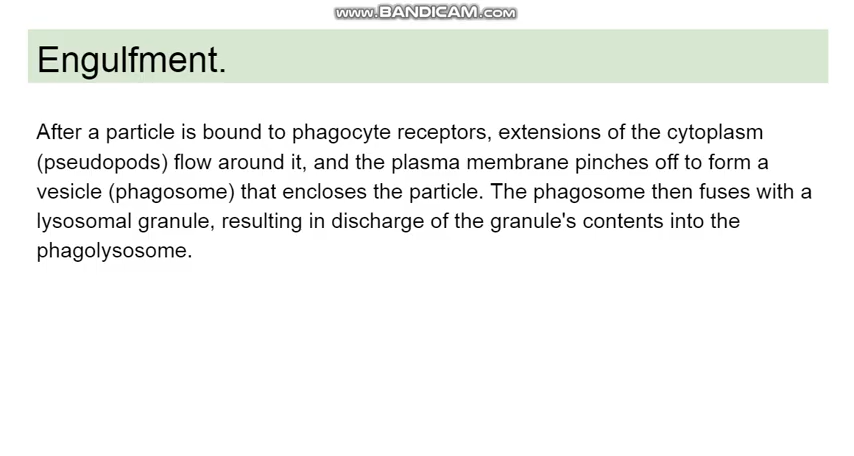 www.BANDICAM.com
Engulfment.
After a particle is bound to phagocyte receptors, extensions of the cytoplasm
(pseudopods) flow around it, and the plasma membrane pinches off to form a
vesicle (phagosome) that encloses the particle. The phagosome then fuses with a
lysosomal granule, resulting in discharge of the granule's contents into the
phagolysosome.